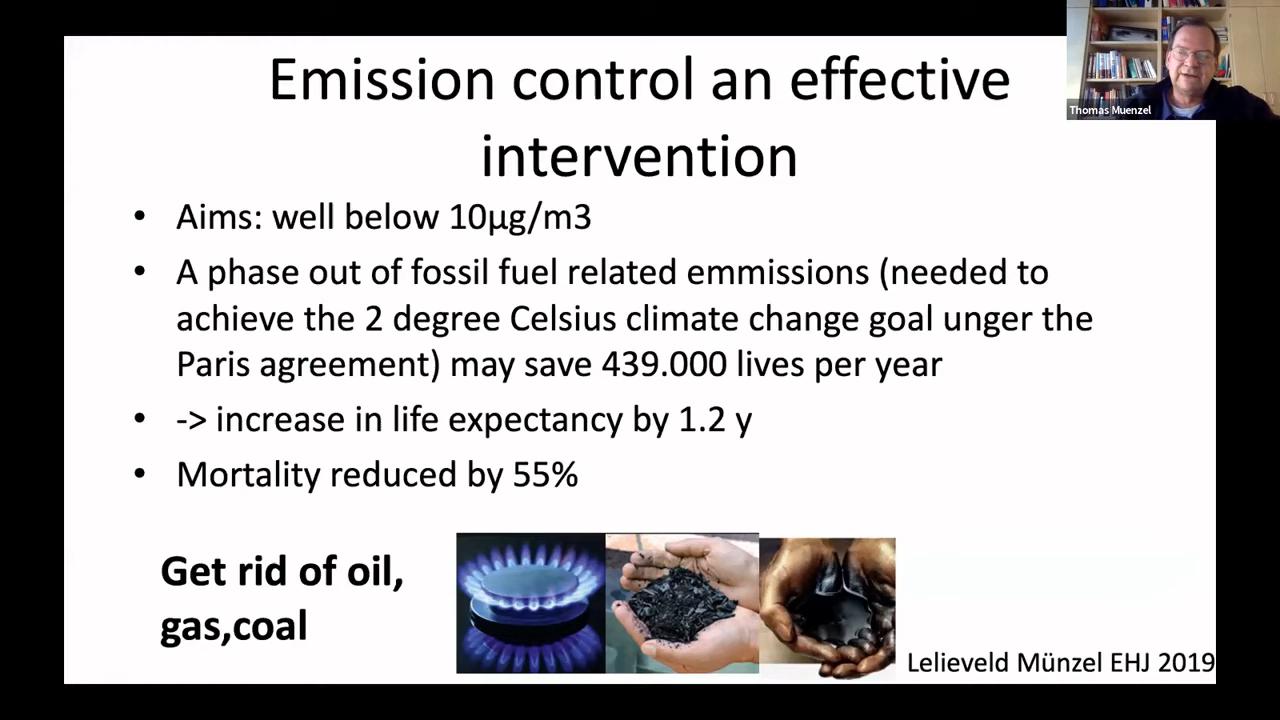 Emission control an effective
intervention
Thomas Muenzel
• Aims: well below 10µg/m3
• A phase out of fossil fuel related emmissions (needed to
achieve the 2 degree Celsius climate change goal unger the
Paris agreement) may save 439.000 lives per year
• -> increase in life expectancy by 1.2 y
• Mortality reduced by 55%
Get rid of oil,
gas,coal
Lelieveld Münzel EHJ 2019